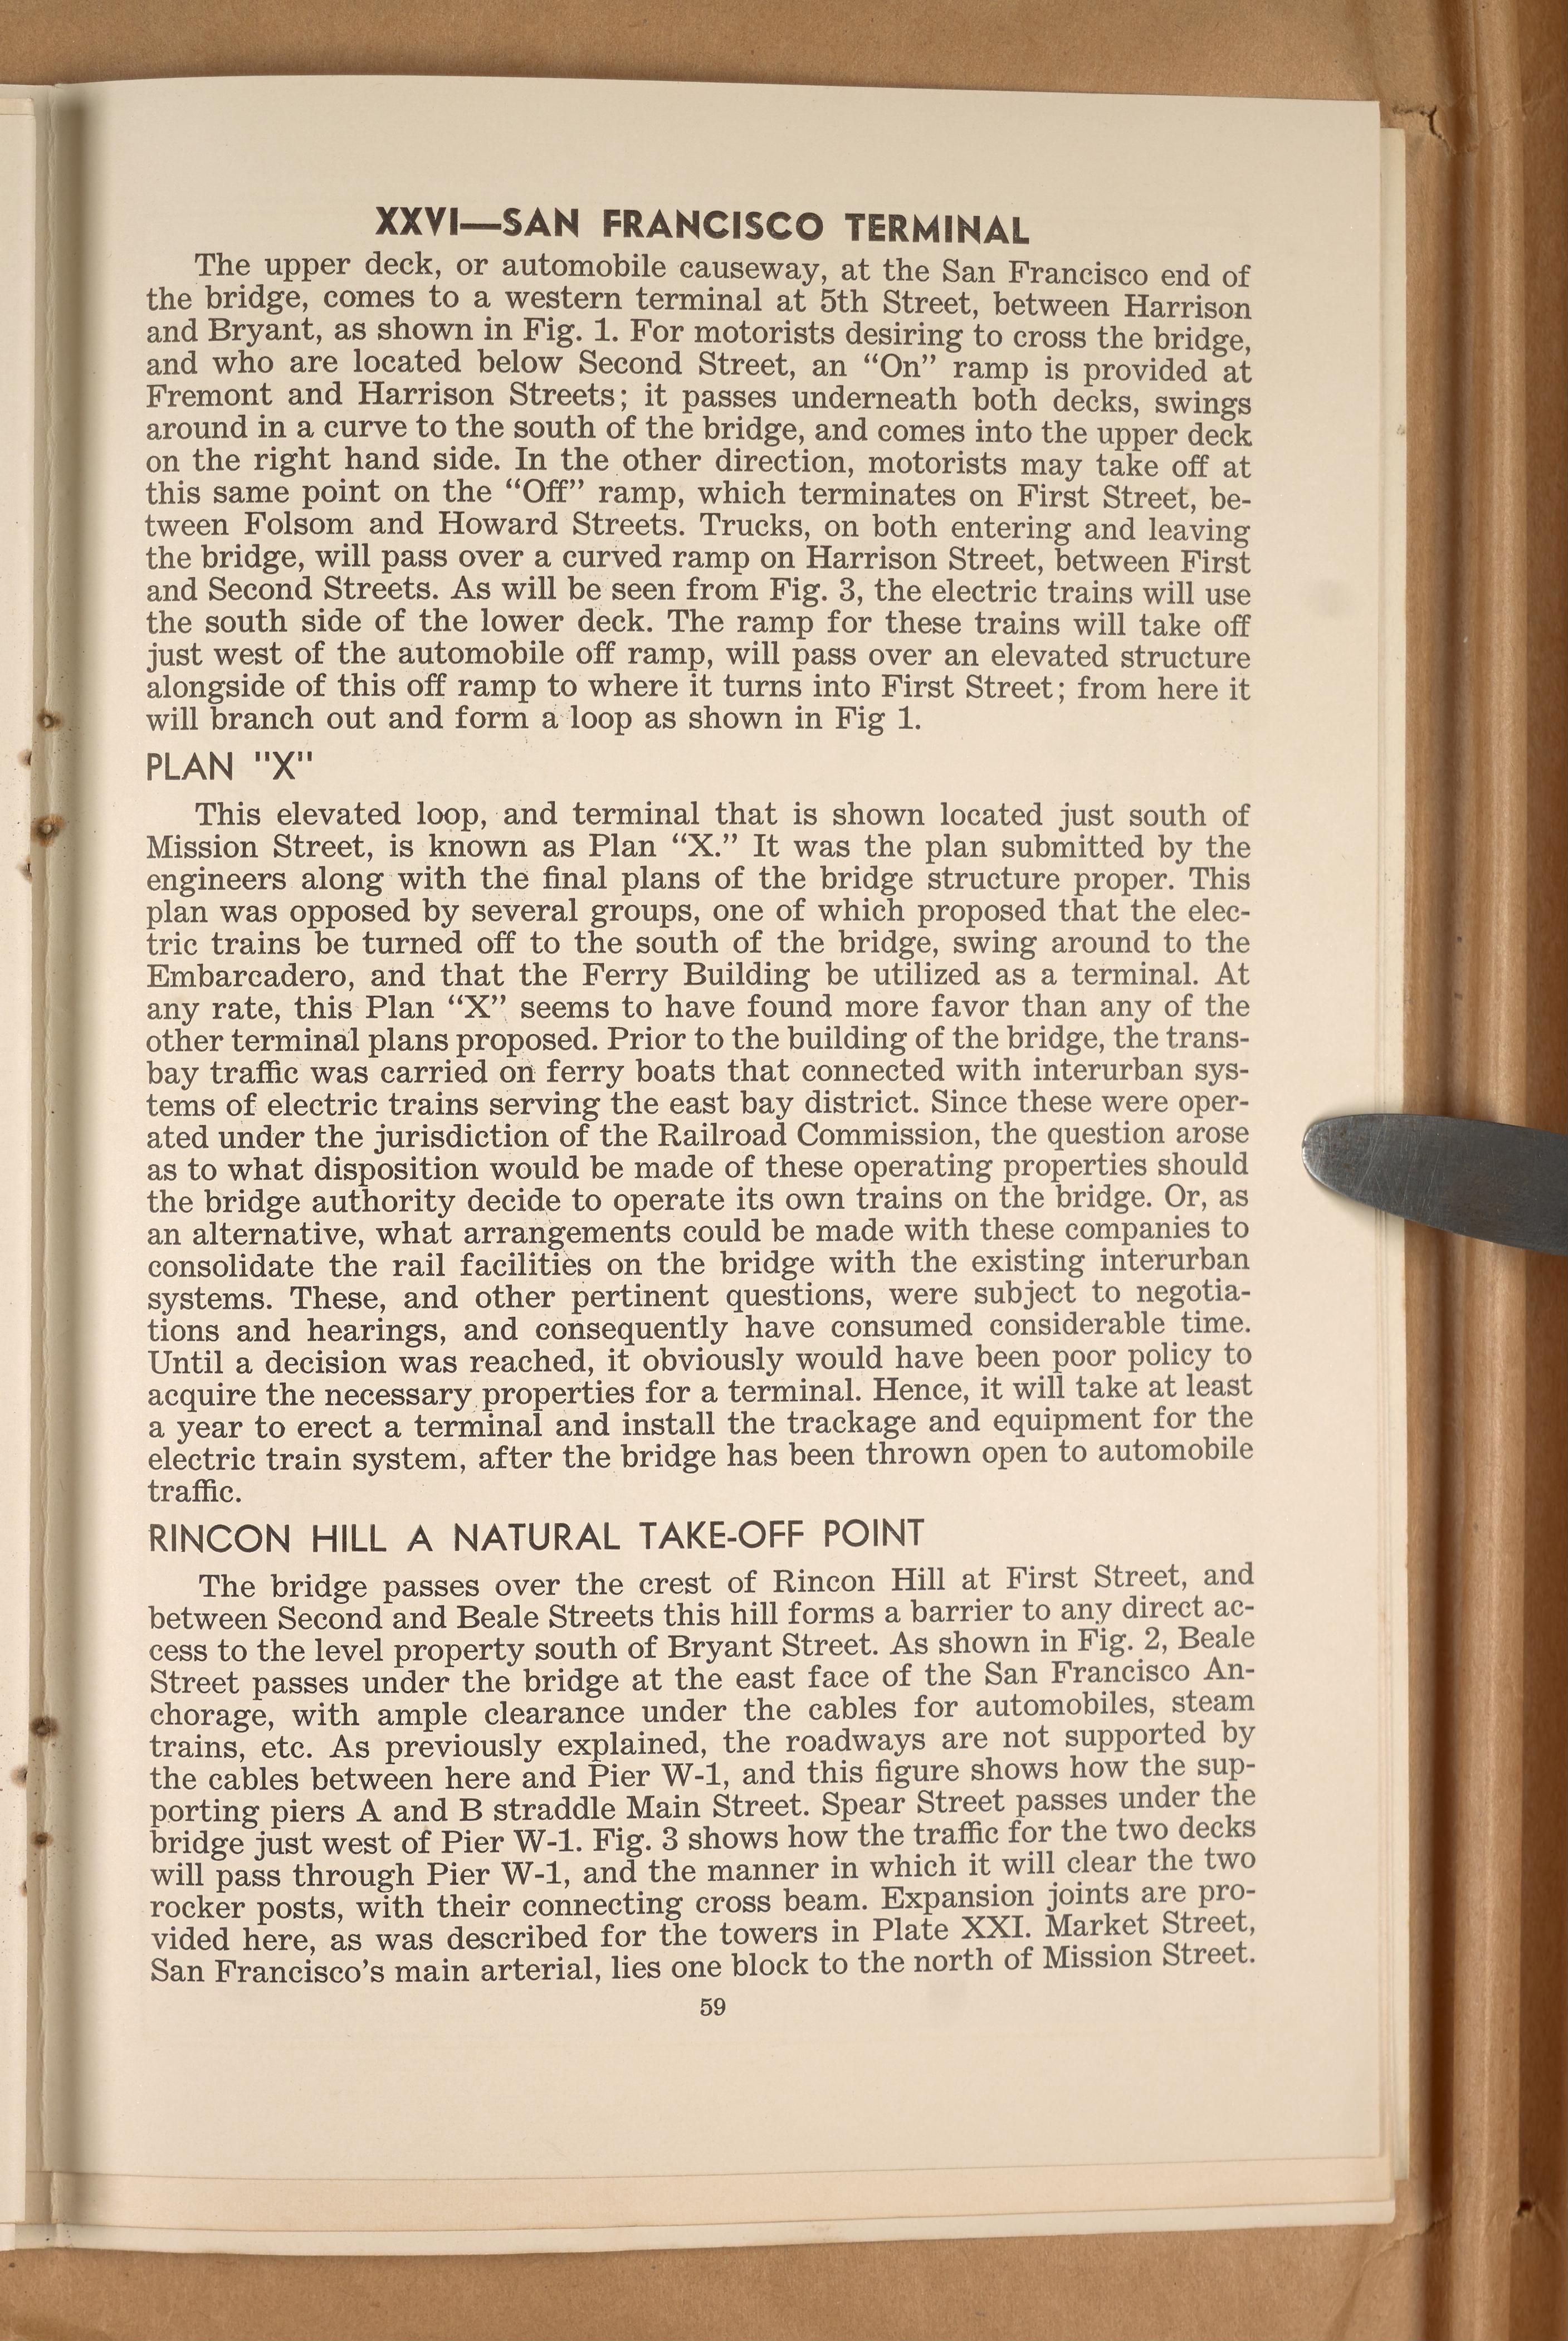 XXVI—SAN FRANCISCO TERMINAL
The upper deck, or automobile causeway, at the San Francisco end of
the bridge, comes to a western terminal at 5th Street, between Harrison
and Bryant, as shown in Fig. 1. For motorists desiring to cross the bridge,
and who are located below Second Street, an “On” ramp is provided at
Fremont and Harrison Streets; it passes underneath both decks, swings
around in a curve to the south of the bridge, and comes into the upper deck
on the right hand side. In the other direction, motorists may take off at
this same point on the “Off” ramp, which terminates on First Street, be-
tween Folsom and Howard Streets. Trucks, on both entering and leaving
the bridge, will pass over a curved ramp on Harrison Street, between First
and Second Streets. As will be seen from Fig. 3, the electric trains will use
the south side of the lower deck. The ramp for these trains will take off
just west of the automobile off ramp, will pass over an elevated structure
alongside of this off ramp to where it turns into First Street; from here it
will branch out and form a loop as shown in Fig 1.
PLAN "X"
This elevated loop, and terminal that is shown located just south of
Mission Street, is known as Plan “X.” It was the plan submitted by the
engineers along with the final plans of the bridge structure proper. This
plan was opposed by several groups, one of which proposed that the elec-
tric trains be turned off to the south of the bridge, swing around to the
Embarcadero, and that the Ferry Building be utilized as a terminal. At
any rate, this Plan “X” seems to have found more favor than any of the
other terminal plans proposed. Prior to the building of the bridge, the trans-
bay traffic was carried on ferry boats that connected with interurban sys-
tems of electric trains serving the east bay district. Since these were oper-
ated under the jurisdiction of the Railroad Commission, the question arose
as to what disposition would be made of these operating properties should
the bridge authority decide to operate its own trains on the bridge. Or, as
an alternative, what arrangements could be made with these companies to
consolidate the rail facilities on the bridge with the existing interurban
systems. These, and other pertinent questions, were subject to negotia-
tions and hearings, and consequently have consumed considerable time.
Until a decision was reached, it obviously would have been poor policy to
acquire the necessary properties for a terminal. Hence, it will take at least
a year to erect a terminal and install the trackage and equipment for the
electric train system, after the bridge has been thrown open to automobile
traffic.
RINCON HILL A NATURAL TAKE-OFF POINT
The bridge passes over the crest of Rincon Hill at First Street, and
between Second and Beale Streets this hill forms a barrier to any direct ac-
cess to the level property south of Bryant Street. As shown in Fig. 2, Beale
Street passes under the bridge at the east face of the San Francisco An-
chorage, with ample clearance under the cables for automobiles, steam
trains, etc. As previously explained, the roadways are not supported by
the cables between here and Pier W-1, and this figure shows how the sup-
porting piers A and B straddle Main Street. Spear Street passes under the
bridge just west of Pier W-1. Fig. 3 shows how the traffic for the two decks
will pass through Pier W-1, and the manner in which it will clear the two
rocker posts, with their connecting cross beam. Expansion joints are pro-
vided here, as was described for the towers in Plate XXI. Market Street,
San Francisco’s main arterial, lies one block to the north of Mission Street.
59